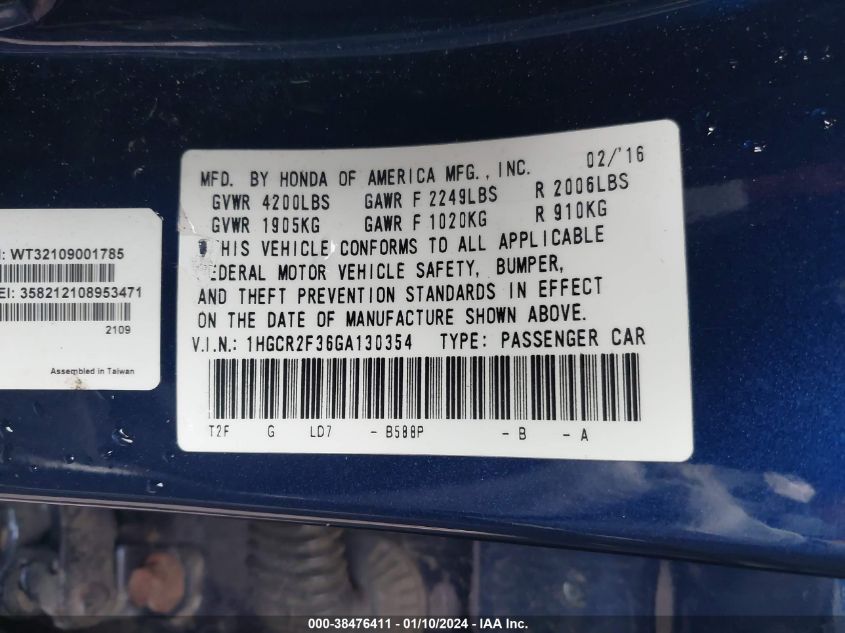 MFD. BY HONDA OF AMERICA MFG., INC. 02/'16
GVWR 4200LBS GAWR F 2249LBS R 2006LBS
GVWR 1905KG GAWR F 1020KG R 910KG
THIS VEHICLE CONFORMS TO ALL APPLICABLE
FEDERAL MOTOR VEHICLE SAFETY, BUMPER,
AND THEFT PREVENTION STANDARDS IN EFFECT
ON THE DATE OF MANUFACTURE SHOWN ABOVE.
V.I.N.: 1HGCR2F36GA130354 TYPE: PASSENGER CAR
T2F G LD7 - B588P - B - A
: WT32109001785
EI: 358212108953471
2109
Assembled in Taiwan
000-38476411 - 01/10/2024 - IAA Inc.